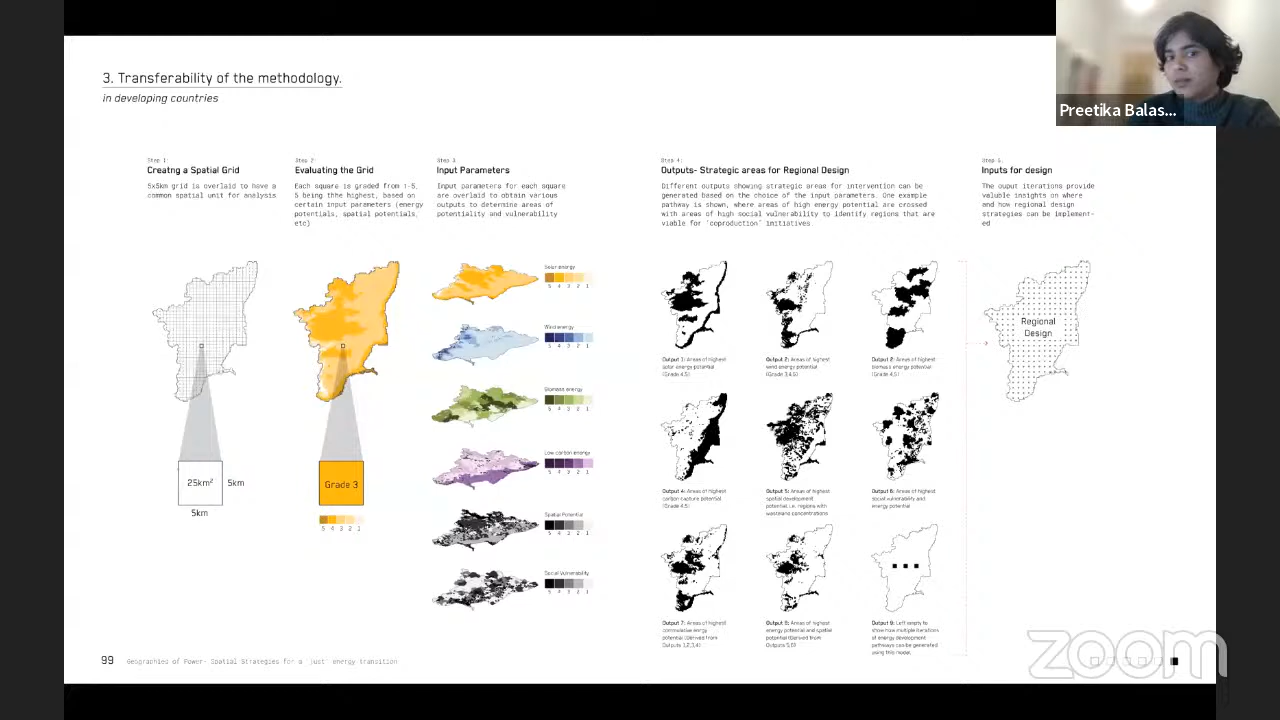 3. Transferability of the methodology.
in developing countries
Preetika Balas...
Step 1:
Creatng a Spatial Grid
5x5km grid is overlaid to have a
common spatial unit for analysis
Step 2:
Evaluating the Grid
Each square is graded from 1-5,
5 being the highest, based on
certain input parameters (energy
potentials, spatial potentials,
etc)
Step 3
Input Parameters
Input parameters for each square
are overlaid to obtain various
outputs to determine areas of
potentiality and vulnerability
Step 4:
Outputs- Strategic areas for Regional Design
Different outputs showing strategic areas for intervention can be
generated based on the choice of the input parameters. One example
pathway is shown, where areas of high energy potential are crossed
with areas of high social vulnerability to identify regions that are
viable for 'coproduction' initiatives.
Step 5.
Inputs for design
The ouput iterations provide
valuable insights on where
and how regional design
strategies can be implement-
ed
25km²
5km
5km
Grade 3
5 4 3 2 1
Solar energy
5 4 3 2 1
Wind energy
5 4 3 2 1
Biomass energy
5 4 3 2 1
Low carbon energy
5 4 3 2 1
Spatial Potential
5 4 3 2 1
Social Vulnerability
5 4 3 2 1
Output 1: Areas of highest
solar energy potential
(Grade 4,5)
Output 2: Areas of highest
wind energy potential
(Grade 3,4,5)
Output 2: Areas of highest
biomass energy potential
(Grade 4,5)
Output 4: Areas of highest
carbon capture potential
(Grade 4,5)
Output 5: Areas of highest
spatial development
potential i.e. regions with
wasteland concentrations
Output 6: Areas of highest
social vulnerability and
energy potential
Output 7: Areas of highest
potential (Derived from
Outputs 1,2,3,4)
Output 8: Areas of highest
energy potential and spatial
potential (Derived from
Outputs 5,6)
Output 9: Left empty to
show how multiple iterations
of energy development
pathways can be generated
using this model.
Regional
Design
99
Geographied of Power- Spatial Strategies for a 'just' energy transition
zoom